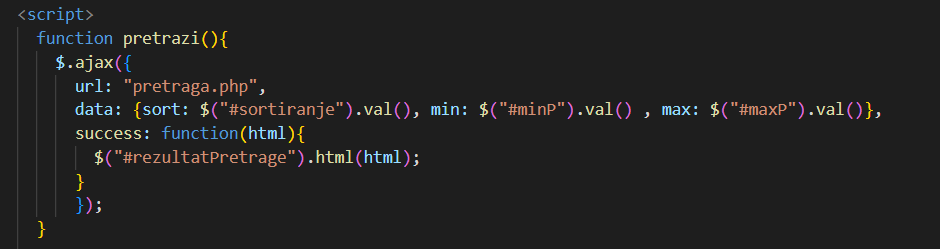 <script>
function pretrazi(){
$.ajax({
url: "pretraga.php",
data: {sort: $("#sortiranje").val(), min: $("#minP").val() , max: $("#maxP").val()},
success: function(html){
$("#rezultatPretrage").html(html);
}
});
}